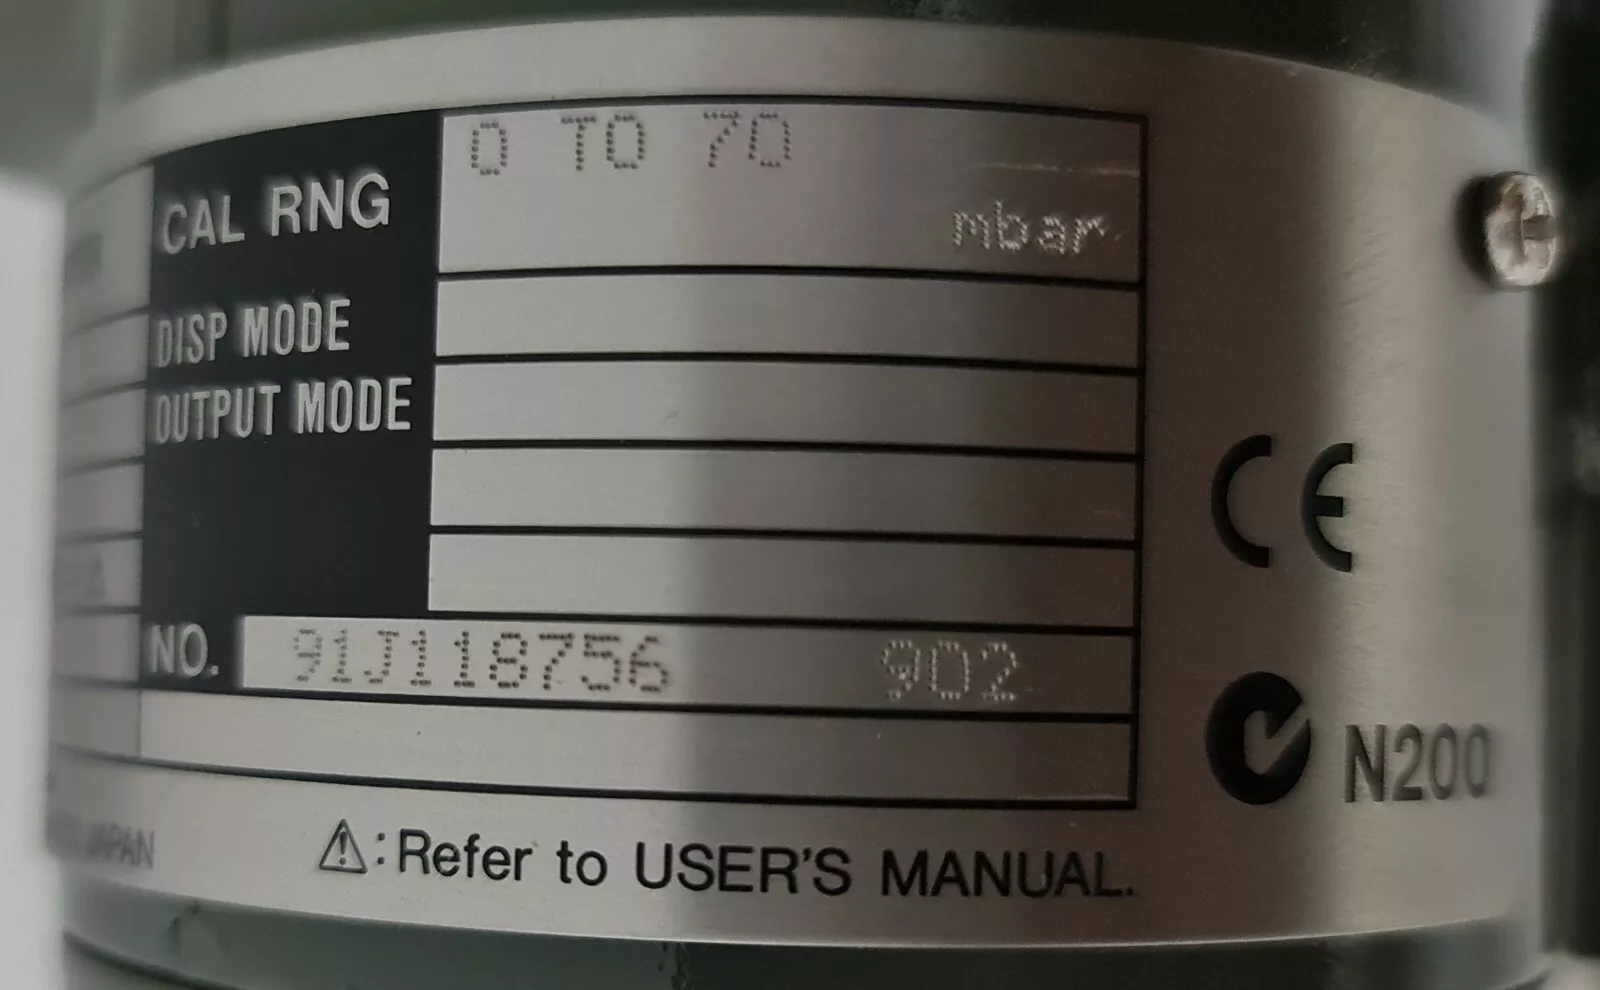 CAL RNG 0 TO 70
mbar
DISP MODE
OUTPUT MODE
CE
NO. 91J118756 902
N200
JAPAN
⚠: Refer to USER'S MANUAL.